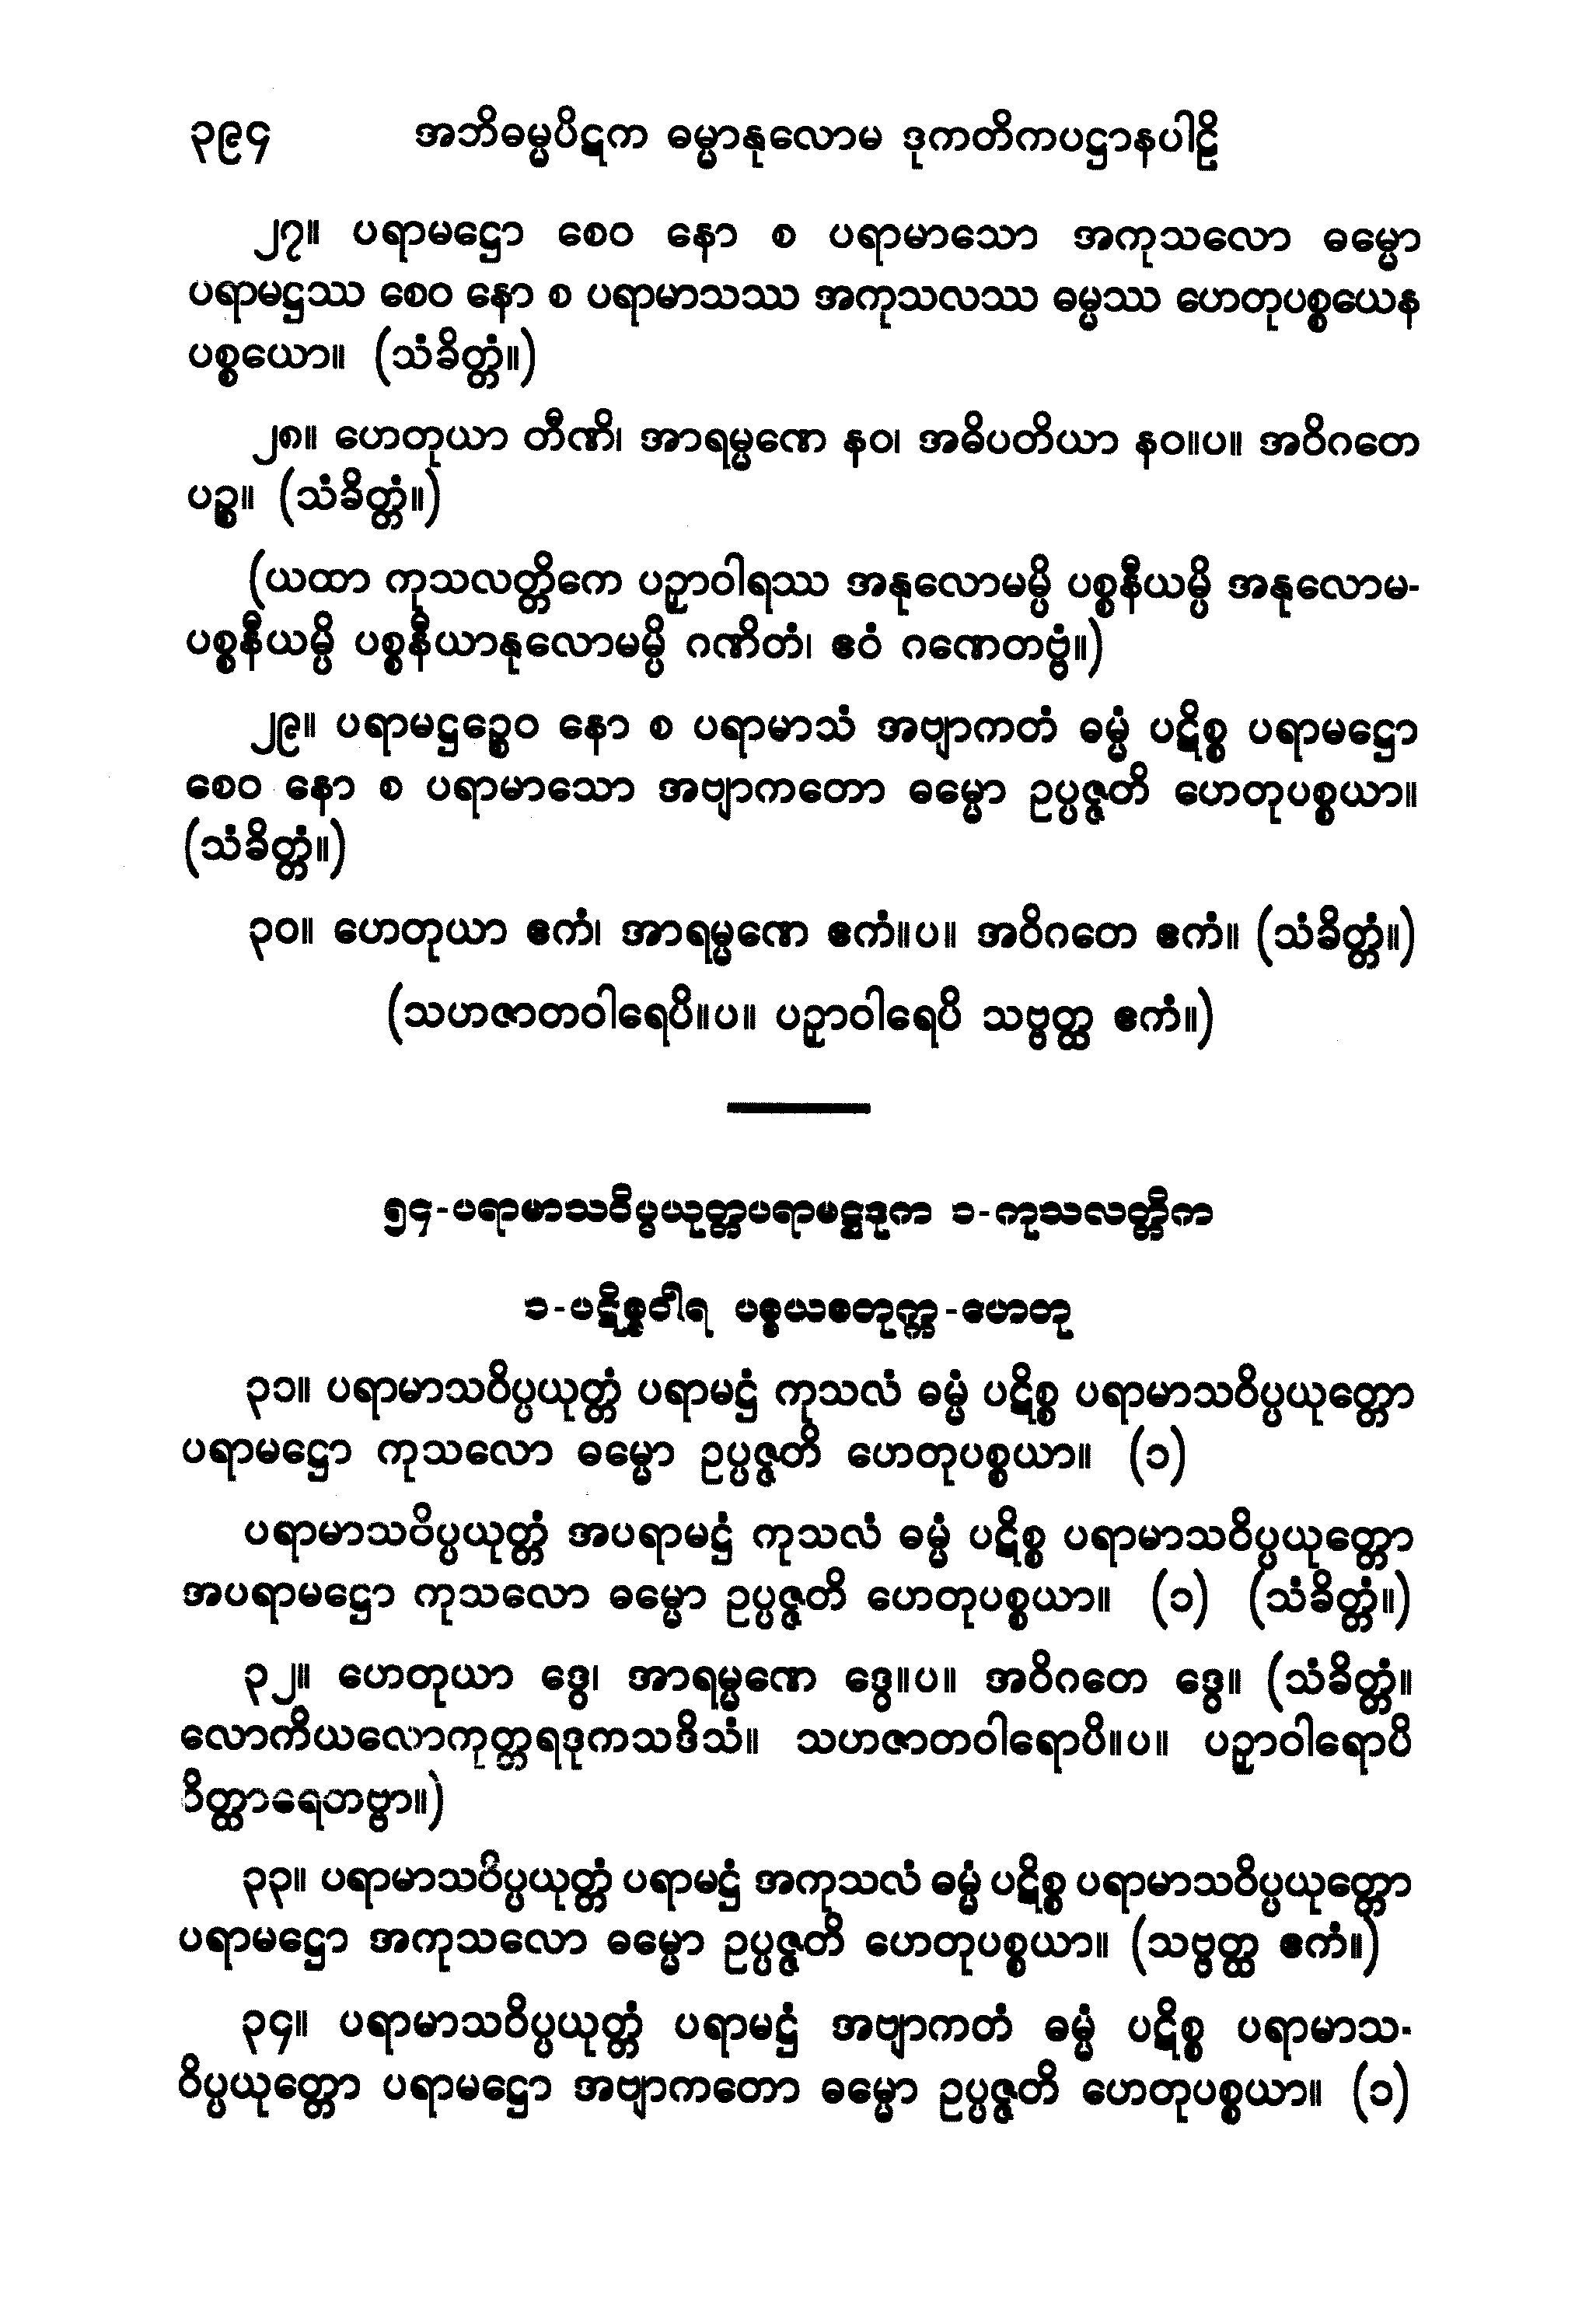 ၃၉၄ အဘိဓမ္မပိဋက ဓမ္မာနုလောမ ဒုကတိကပဋ္ဌာနပါဠိ
၂၇။ ပရာမဋ္ဌော စေဝ နော စ ပရာမာသော အကုသလော ဓမ္မော
ပရာမဋ္ဌဿ စေဝ နော စ ပရာမာသဿ အကုသလဿ ဓမ္မဿ ဟေတုပစ္စယေန
ပစ္စယော။ (သံခိတ္တံ။)
၂၈။ ဟေတုယာ တီဏိ၊ အာရမ္မဏေ နဝ၊ အဓိပတိယာ နဝ။ပ။ အဝိဂတေ
ပဉ္စ။ (သံခိတ္တံ။)
(ယထာ ကုသလတ္တိကေ ပဉှာဝါရဿ အနုလောမမ္ပိ ပစ္စနီယမ္ပိ အနုလောမ-
ပစ္စနီယမ္ပိ ပစ္စနီယာနုလောမမ္ပိ ဂဏိတံ၊ ဧဝံ ဂဏေတဗ္ဗံ။)
၂၉။ ပရာမဋ္ဌဉ္စေဝ နော စ ပရာမာသံ အဗျာကတံ ဓမ္မံ ပဋိစ္စ ပရာမဋ္ဌော
စေဝ နော စ ပရာမာသော အဗျာကတော ဓမ္မော ဥပ္ပဇ္ဇတိ ဟေတုပစ္စယာ။
(သံခိတ္တံ။)
၃၀။ ဟေတုယာ ဧကံ၊ အာရမ္မဏေ ဧကံ။ပ။ အဝိဂတေ ဧကံ။ (သံခိတ္တံ။)
(သဟဇာတဝါရေပိ။ပ။ ပဉှာဝါရေပိ သဗ္ဗတ္ထ ဧကံ။)
၅၄-ပရာမာသဝိပ္ပယုတ္တပရာမဋ္ဌဒုက ၁-ကုသလတ္တိက
၁-ပဋိစ္စဝါရ ပစ္စယစတုက္က-ဟေတု
၃၁။ ပရာမာသဝိပ္ပယုတ္တံ ပရာမဋ္ဌံ ကုသလံ ဓမ္မံ ပဋိစ္စ ပရာမာသဝိပ္ပယုတ္တော
ပရာမဋ္ဌော ကုသလော ဓမ္မော ဥပ္ပဇ္ဇတိ ဟေတုပစ္စယာ။ (၁)
ပရာမာသဝိပ္ပယုတ္တံ အပရာမဋ္ဌံ ကုသလံ ဓမ္မံ ပဋိစ္စ ပရာမာသဝိပ္ပယုတ္တော
အပရာမဋ္ဌော ကုသလော ဓမ္မော ဥပ္ပဇ္ဇတိ ဟေတုပစ္စယာ။ (၁) (သံခိတ္တံ။)
၃၂။ ဟေတုယာ ဒွေ၊ အာရမ္မဏေ ဒွေ။ပ။ အဝိဂတေ ဒွေ။ (သံခိတ္တံ။
လောကိယလောကုတ္တရဒုကသဒိသံ။ သဟဇာတဝါရောပိ။ပ။ ပဉှာဝါရောပိ
ဝိတ္ထာရေတဗ္ဗာ။)
၃၃။ ပရာမာသဝိပ္ပယုတ္တံ ပရာမဋ္ဌံ အကုသလံ ဓမ္မံ ပဋိစ္စ ပရာမာသဝိပ္ပယုတ္တော
ပရာမဋ္ဌော အကုသလော ဓမ္မော ဥပ္ပဇ္ဇတိ ဟေတုပစ္စယာ။ (သဗ္ဗတ္ထ ဧကံ။)
၃၄။ ပရာမာသဝိပ္ပယုတ္တံ ပရာမဋ္ဌံ အဗျာကတံ ဓမ္မံ ပဋိစ္စ ပရာမာသ-
ဝိပ္ပယုတ္တော ပရာမဋ္ဌော အဗျာကတော ဓမ္မော ဥပ္ပဇ္ဇတိ ဟေတုပစ္စယာ။ (၁)